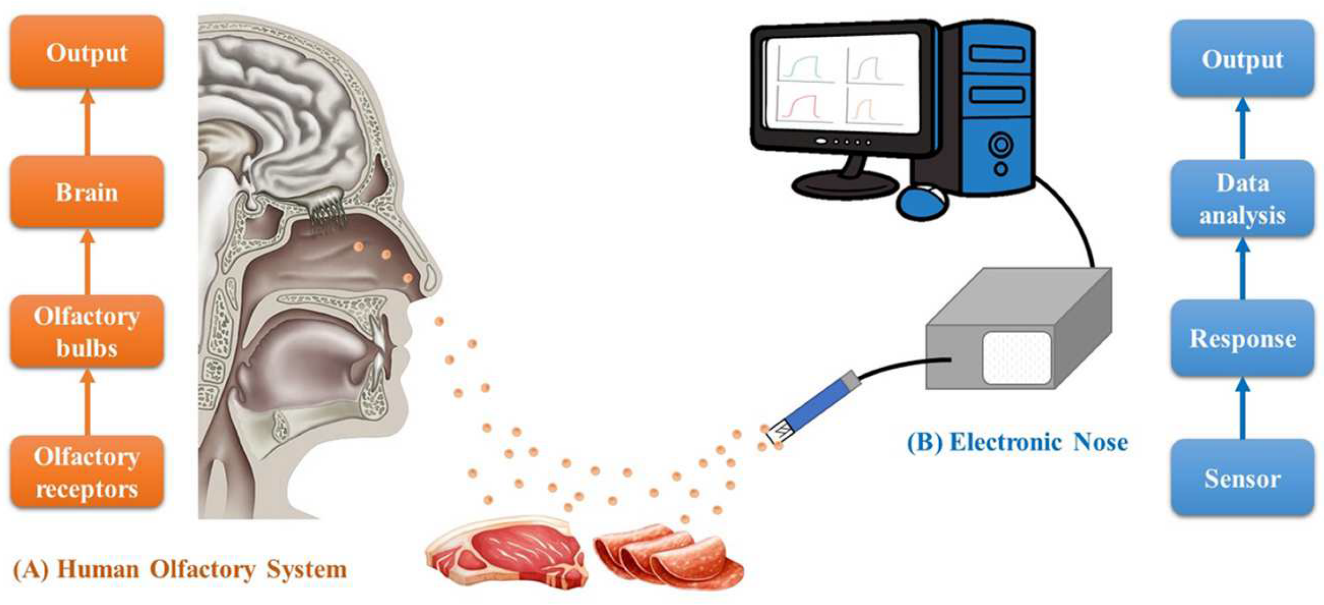 Output
Brain
Olfactory
bulbs
Olfactory
receptors
(A) Human Olfactory System
(B) Electronic Nose
Output
Data
analysis
Response
Sensor